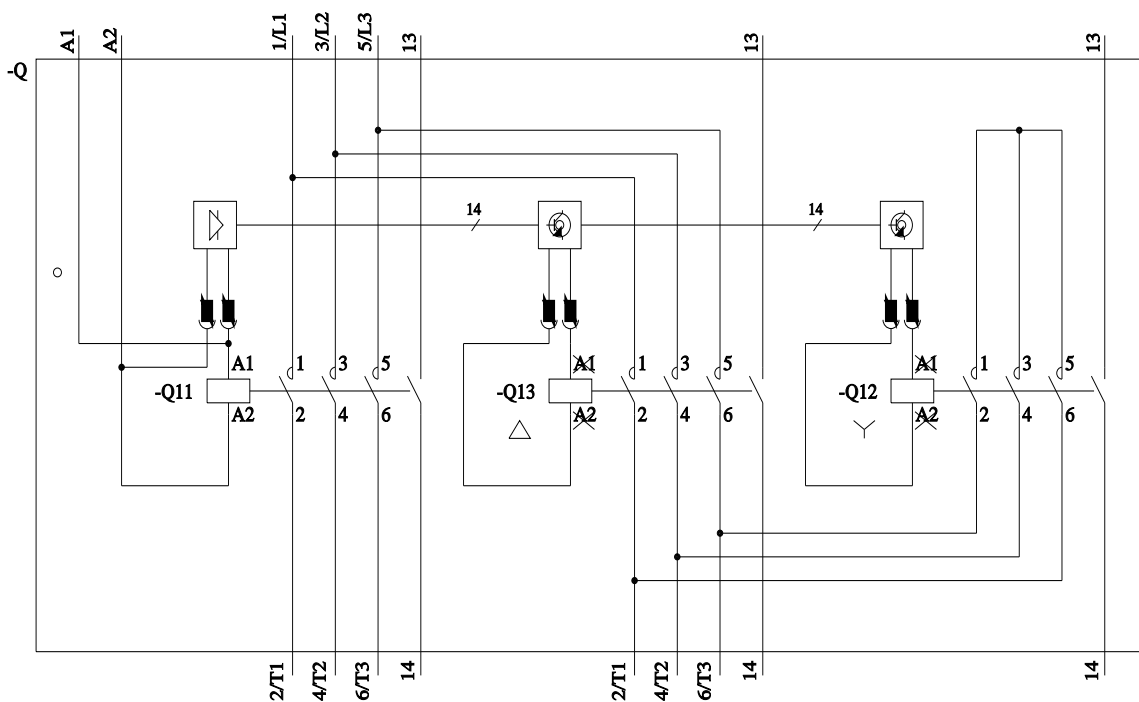 A1 A2 1/L1 3/L2 5/L3 13 13 13
-Q
14 14
A1 1 3 5 A1 1 3 5 A1 1 3 5
-Q11 -Q13 -Q12
A2 2 4 6 A2 2 4 6 A2 2 4 6
2/T1 4/T2 6/T3 14 2/T1 4/T2 6/T3 14 14